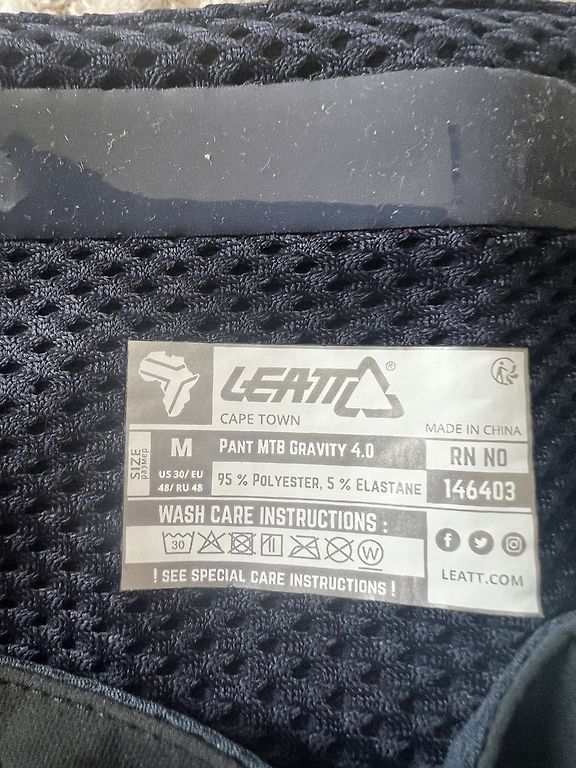 LEATT®
CAPE TOWN
MADE IN CHINA
SIZE
размер
M
US 30/ EU
48/ RU 48
PANT MTB GRAVITY 4.0
95 % POLYESTER, 5 % ELASTANE
RN NO
146403
WASH CARE INSTRUCTIONS :
30
W
! SEE SPECIAL CARE INSTRUCTIONS !
LEATT.COM